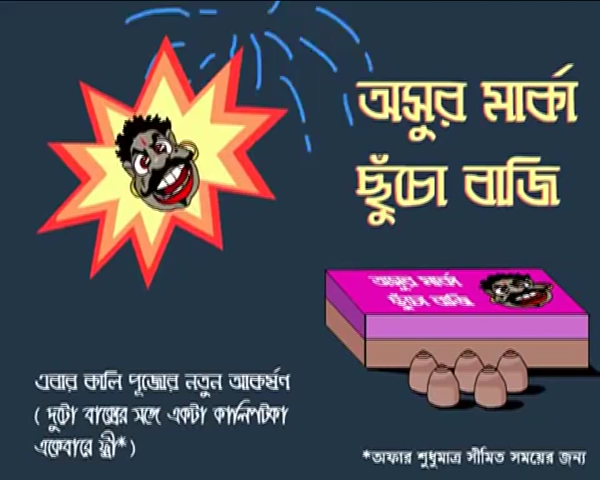 অসুর মার্কা
ছুঁচো বাজি
অসুর মার্কা
ছুঁচো বাজি
এবার কালি পূজোর নতুন আকর্ষণ
( দুটো বাক্সের সঙ্গে একটা কালিপটকা
একেবারে ফ্রী*)
*অফার শুধুমাত্র সীমিত সময়ের জন্য